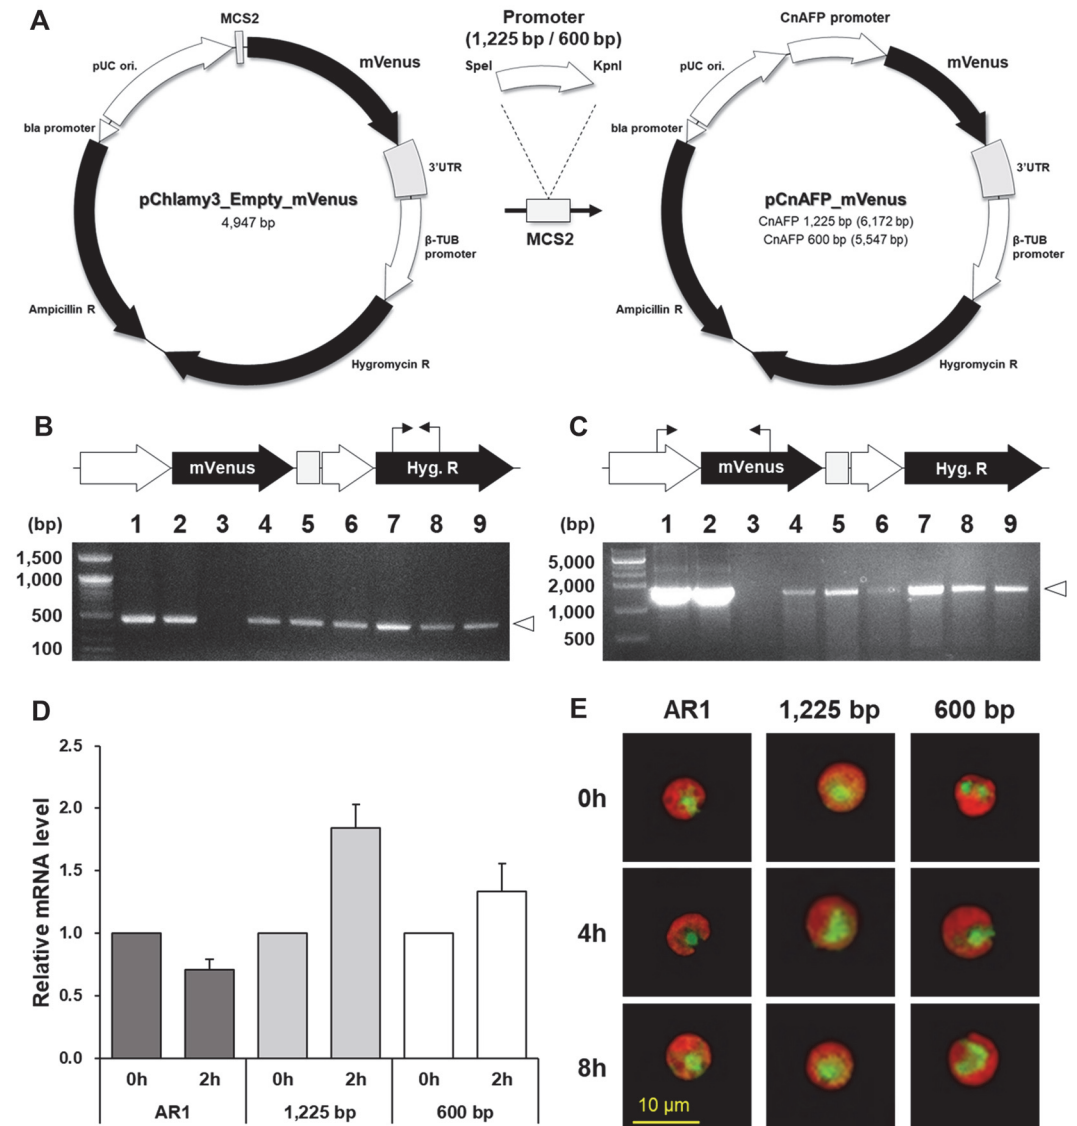 A
MCS2
pUC ori.
mVenus
bla promoter
3'UTR
pChlamy3_Empty_mVenus
4,947 bp
β-TUB
promoter
Ampicillin R
Hygromycin R
Promoter
(1,225 bp / 600 bp)
SpeI
KpnI
MCS2
CnAFP promoter
pUC ori.
mVenus
bla promoter
3'UTR
pCnAFP_mVenus
CnAFP 1,225 bp (6,172 bp)
CnAFP 600 bp (5,547 bp)
β-TUB
promoter
Ampicillin R
Hygromycin R
B
mVenus
Hyg. R
(bp) 1 2 3 4 5 6 7 8 9
1,500
1,000
500
100
C
mVenus
Hyg. R
(bp) 1 2 3 4 5 6 7 8 9
5,000
2,000
1,000
500
D
Relative mRNA level
2.5
2.0
1.5
1.0
0.5
0.0
0h 2h 0h 2h 0h 2h
AR1 1,225 bp 600 bp
E
AR1 1,225 bp 600 bp
0h
4h
8h
10 µm